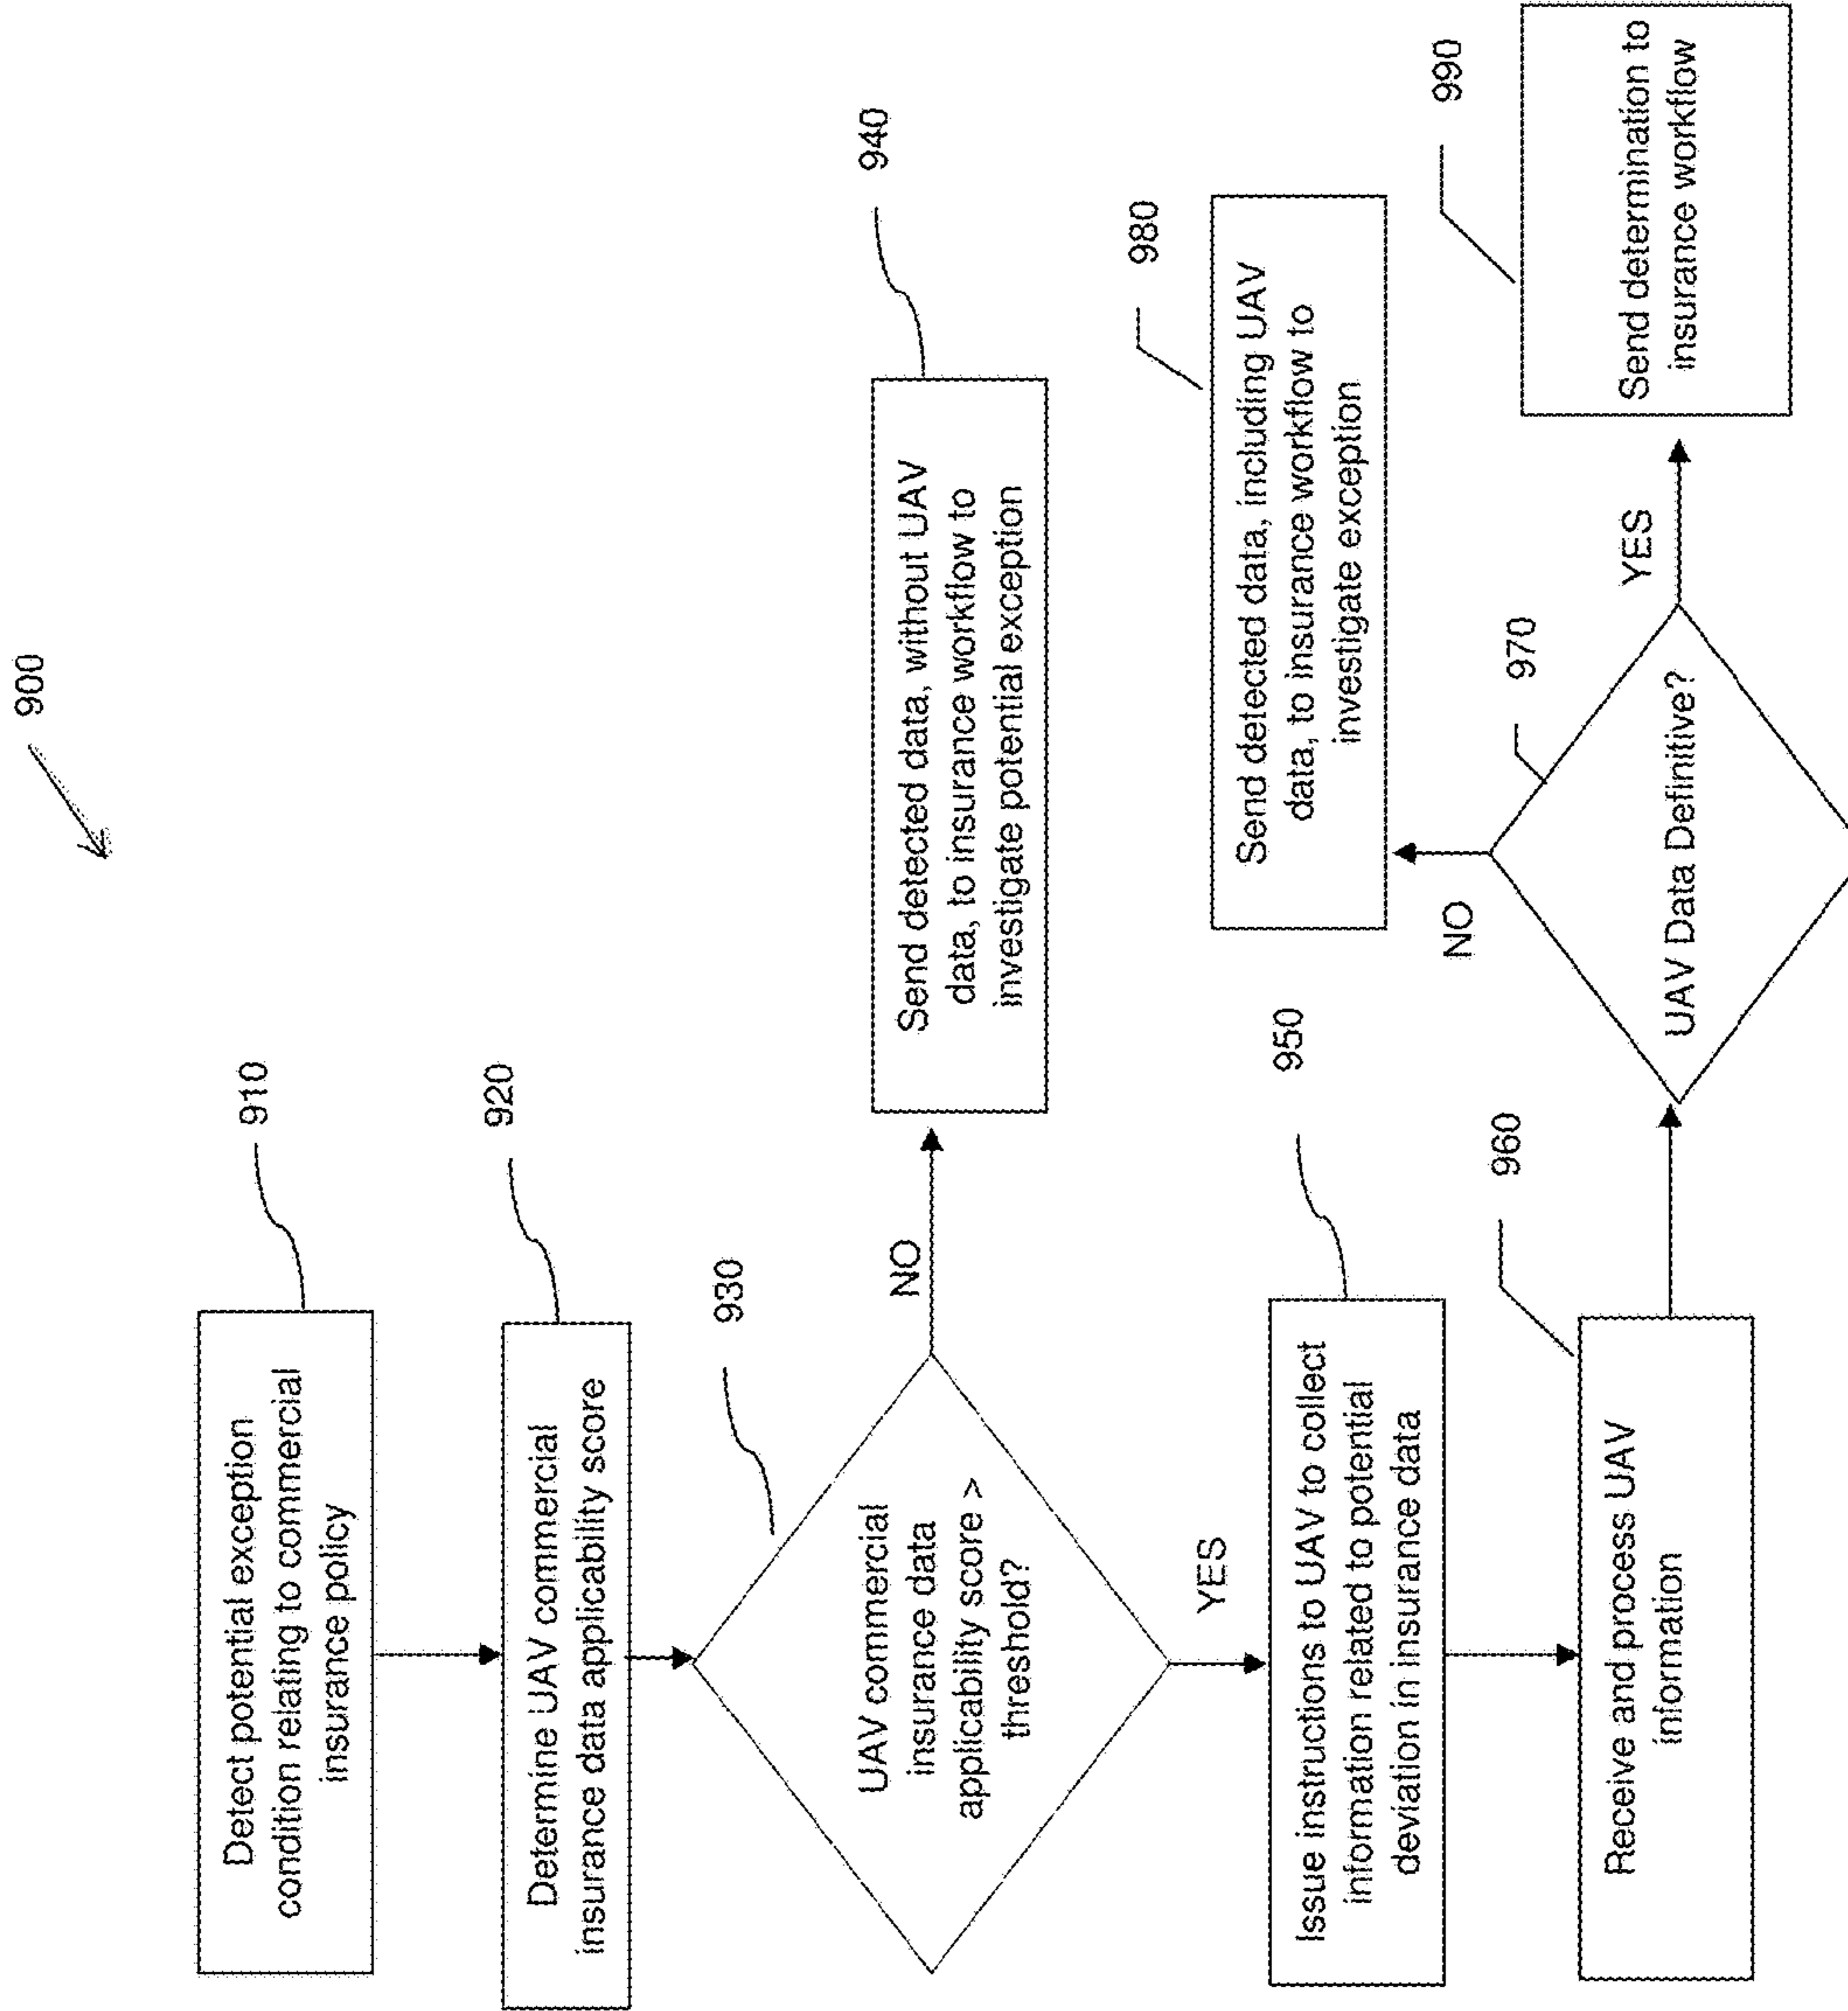 900
910
Detect potential exception
condition relating to commercial
insurance policy
920
Determine UAV commercial
insurance data applicability score
930
UAV commercial
insurance data
applicability score >
threshold?
NO
940
Send detected data, without UAV
data, to insurance workflow to
investigate potential exception
YES
950
Issue instructions to UAV to collect
information related to potential
deviation in insurance data
960
Receive and process UAV
information
970
UAV Data Definitive?
NO
980
Send detected data, including UAV
data, to insurance workflow to
investigate exception
YES
990
Send determination to
insurance workflow